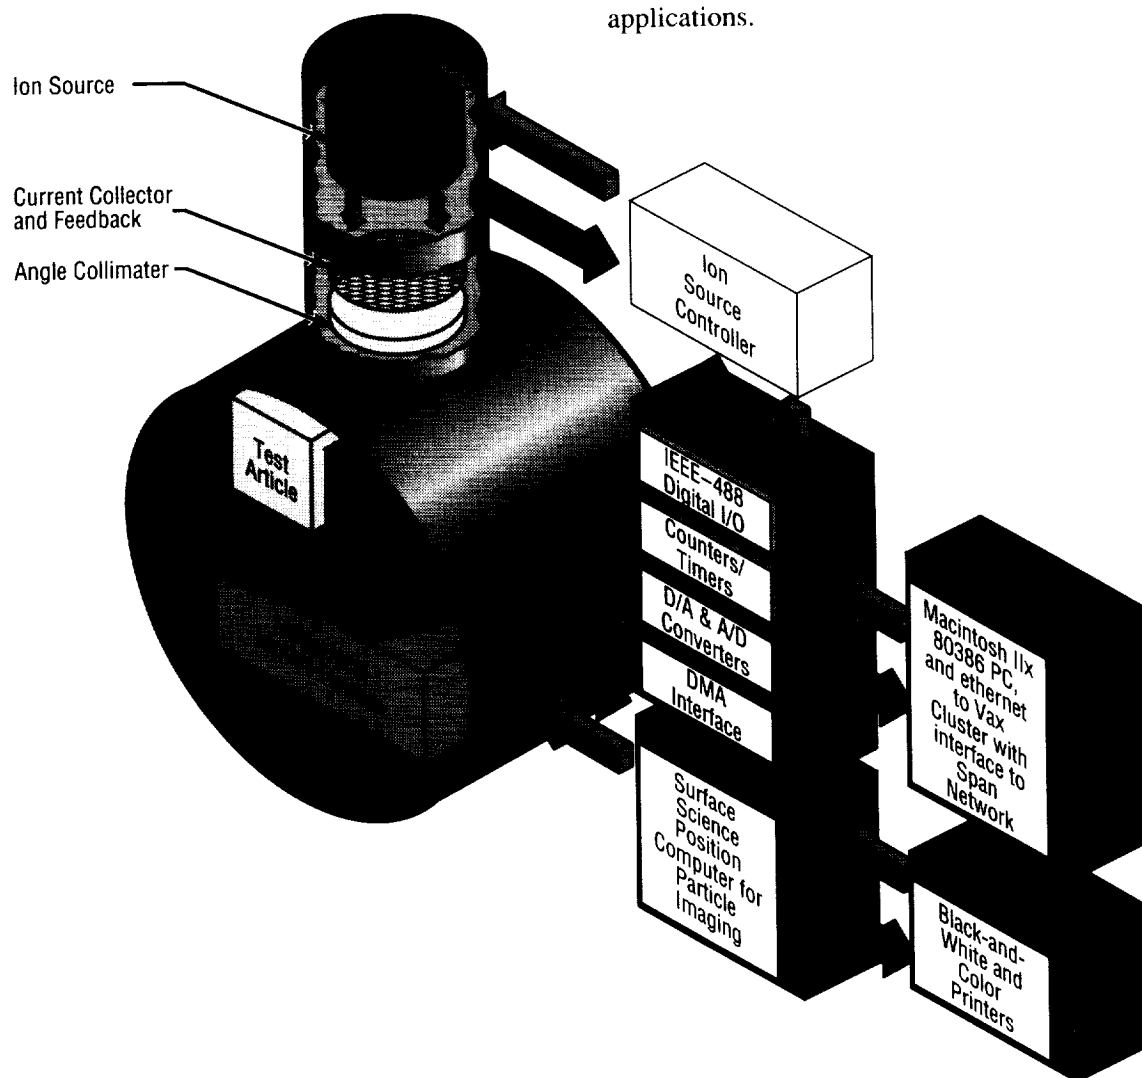 applications.
Ion Source
Current Collector
and Feedback
Angle Collimater
Ion
Source
Controller
Test
Article
IEEE-488
Digital I/O
Counters/
Timers
D/A & A/D
Converters
DMA
Interface
Surface
Science
Position
Computer for
Particle
Imaging
Macintosh IIx
80386 PC,
and ethernet
to Vax
Cluster with
interface to
Span
Network
Black-and-
White and
Color
Printers